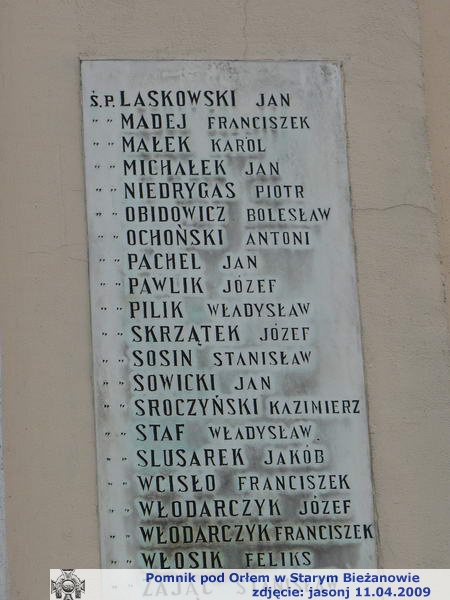 Ś.P. LASKOWSKI JAN
" " MADEJ FRANCISZEK
" " MAŁEK KAROL
" " MICHAŁEK JAN
" " NIEDRYGAS PIOTR
" " OBIDOWICZ BOLESŁAW
" " OCHOŃSKI ANTONI
" " PACHEL JAN
" " PAWLIK JÓZEF
" " PILIK WŁADYSŁAW
" " SKRZĄTEK JÓZEF
" " SOSIN STANISŁAW
" " SOWICKI JAN
" " SROCZYŃSKI KAZIMIERZ
" " STAF WŁADYSŁAW
" " SLUSAREK JAKÓB
" " WCISŁO FRANCISZEK
" " WŁODARCZYK JÓZEF
" " WŁODARCZYK FRANCISZEK
" " WŁOSIK FELIKS
" " ZAJĄC
Pomnik pod Orłem w Starym Bieżanowie
zdjęcie: jasonj 11.04.2009